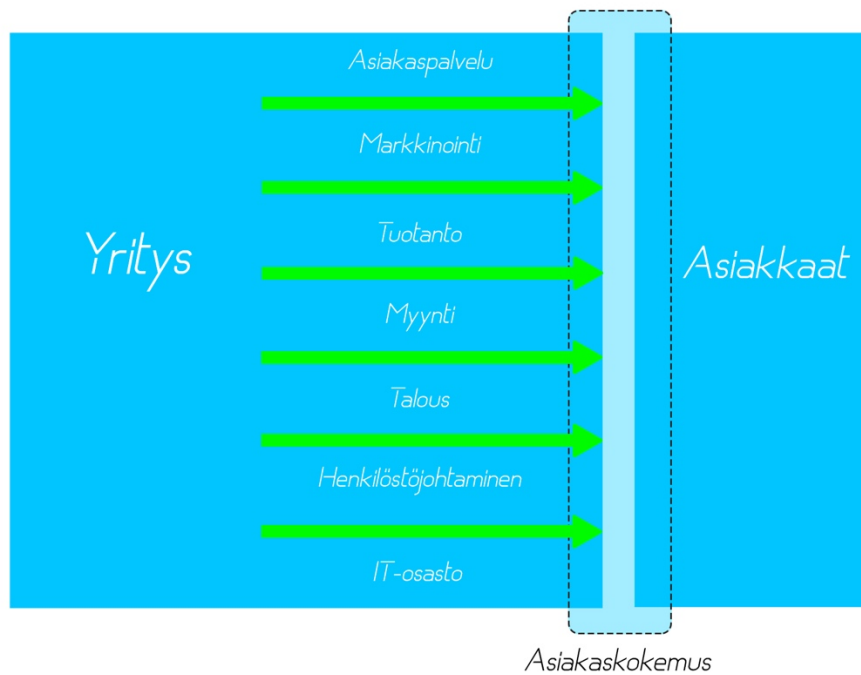 Asiakaspalvelu
Markkinointi
Tuotanto
Yritys
Asiakkaat
Myynti
Talous
Henkilöstöjohtaminen
IT-osasto
Asiakaskokemus